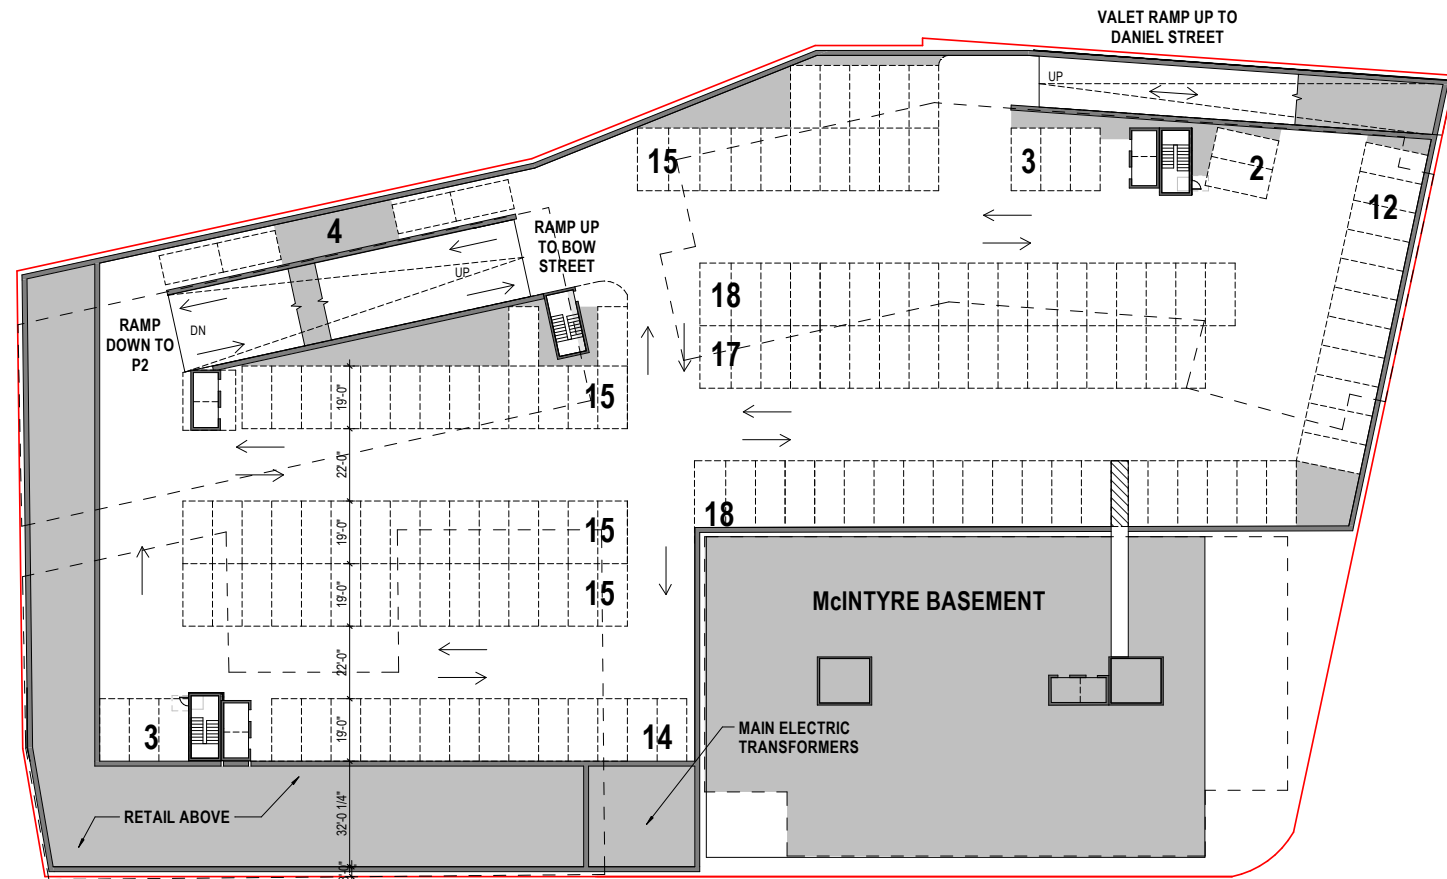 VALET RAMP UP TO
DANIEL STREET
UP
15
3
2
12
4
RAMP UP
TO BOW
STREET
UP
18
RAMP
DOWN TO
P2
DN
17
15
19'-0"
22'-0"
18
15
19'-0"
15
19'-0"
McINTYRE BASEMENT
22'-0"
3
19'-0"
14
MAIN ELECTRIC
TRANSFORMERS
RETAIL ABOVE
32'-0 1/4"